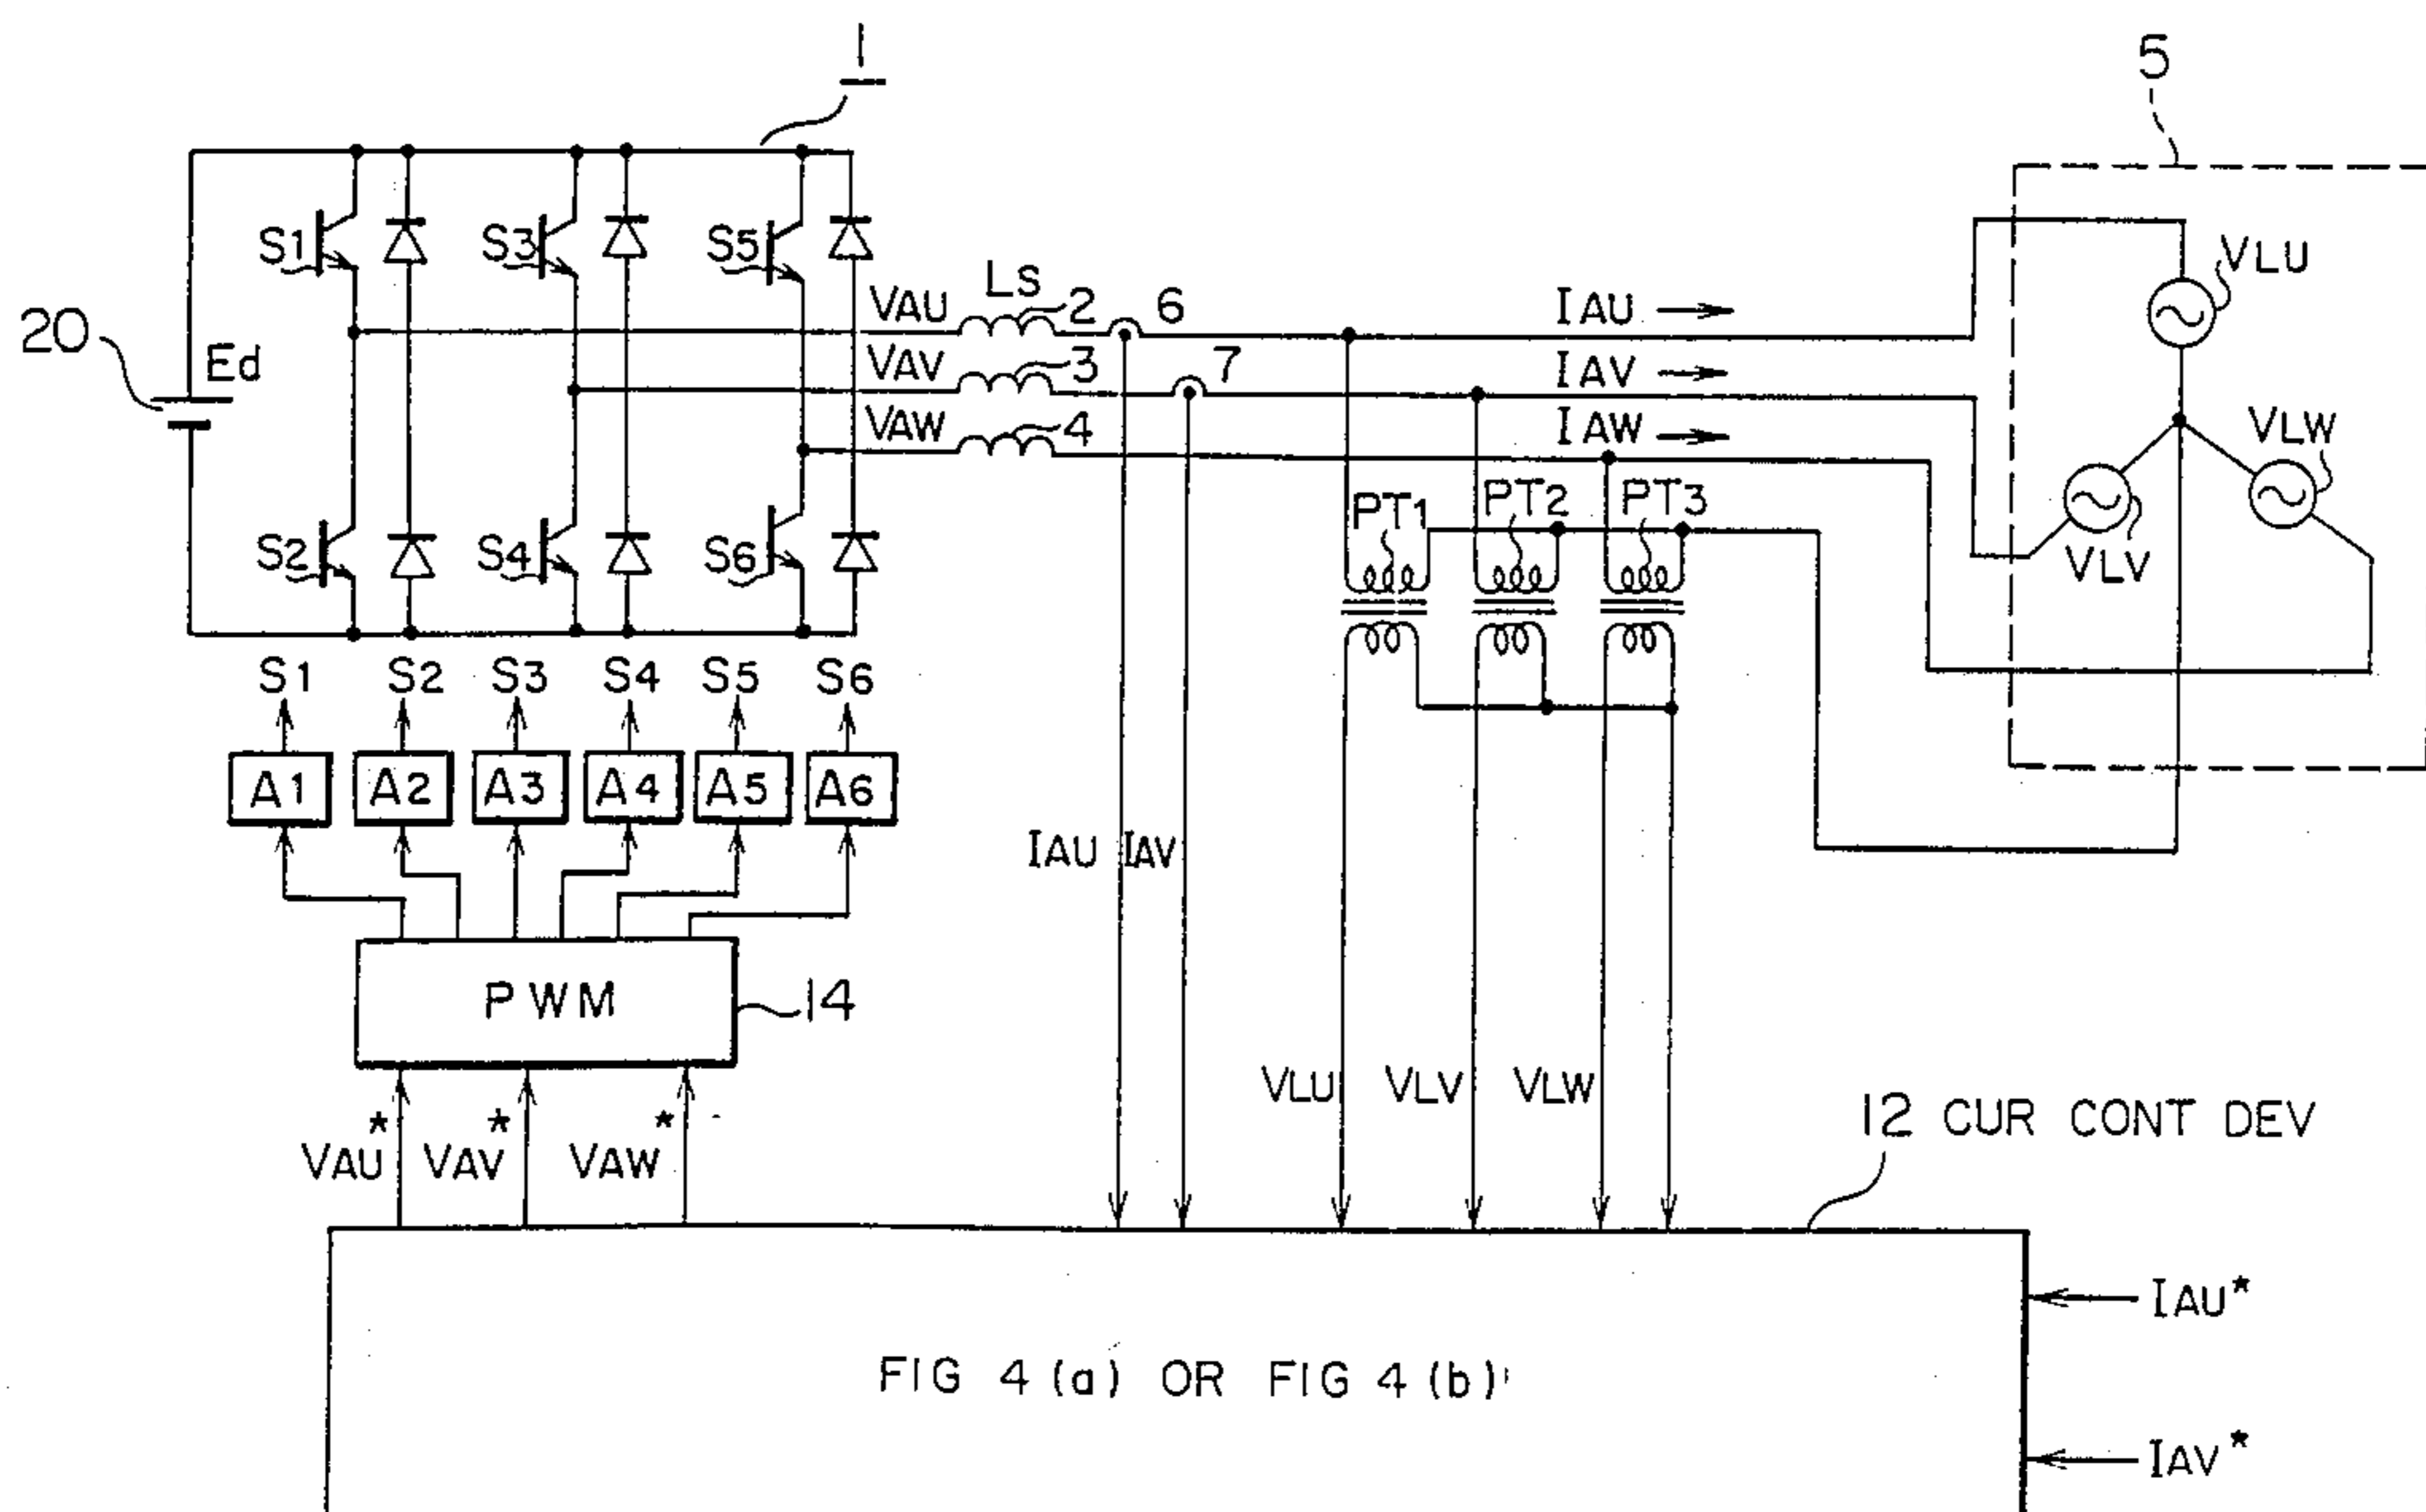 1
5
S1
S3
S5
VLU
20
Ed
VAU
LS
2
6
IAU
VAV
3
7
IAV
VAW
4
IAW
VLW
S2
S4
S6
PT1
PT2
PT3
VLV
S1 S2 S3 S4 S5 S6
A1 A2 A3 A4 A5 A6
IAU IAV
PWM
14
VLU VLV VLW
VAU* VAV* VAW*
12 CUR CONT DEV
IAU*
FIG 4 (a) OR FIG 4 (b)
IAV*